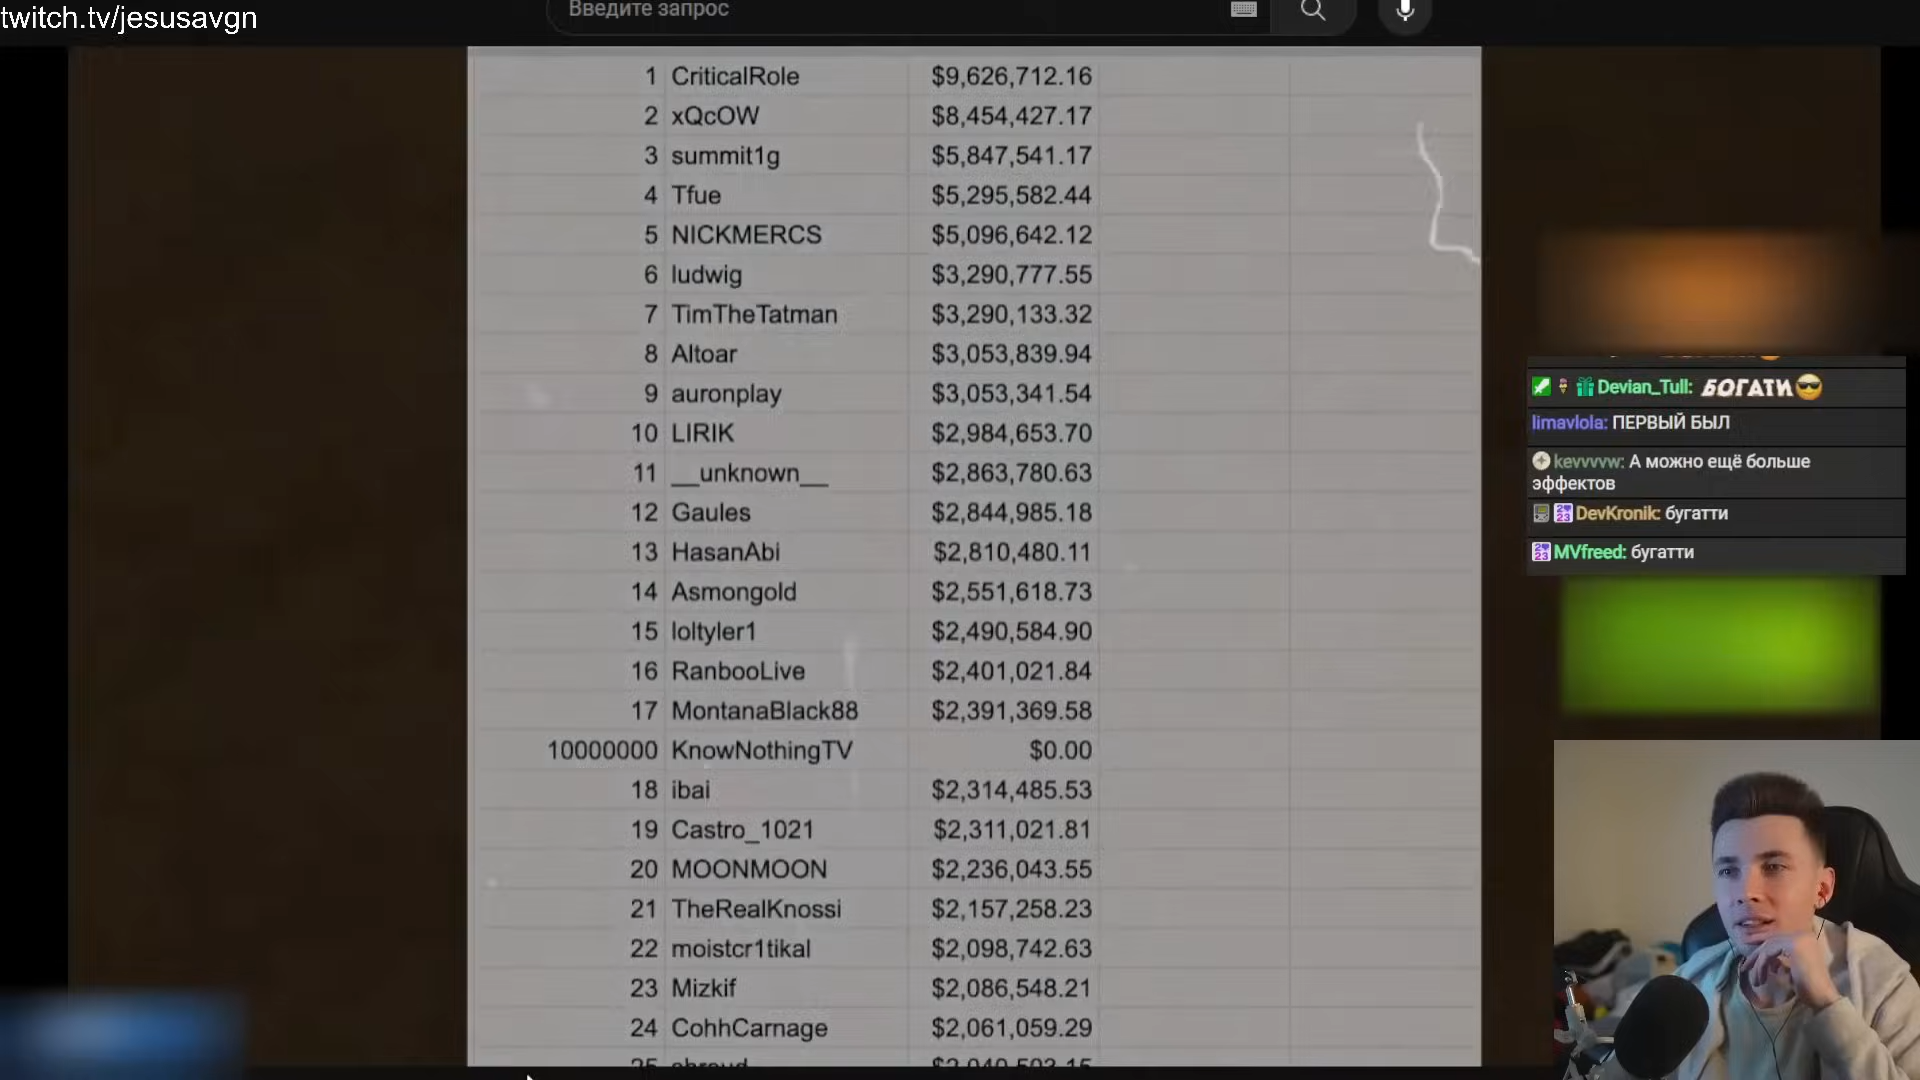 twitch.tv/jesusavgn
Введите запрос
1 CriticalRole $9,626,712.16
2 xQcOW $8,454,427.17
3 summit1g $5,847,541.17
4 Tfue $5,295,582.44
5 NICKMERCS $5,096,642.12
6 ludwig $3,290,777.55
7 TimTheTatman $3,290,133.32
8 Altoar $3,053,839.94
9 auronplay $3,053,341.54
10 LIRIK $2,984,653.70
11 __unknown__ $2,863,780.63
12 Gaules $2,844,985.18
13 HasanAbi $2,810,480.11
14 Asmongold $2,551,618.73
15 loltyler1 $2,490,584.90
16 RanbooLive $2,401,021.84
17 MontanaBlack88 $2,391,369.58
10000000 KnowNothingTV $0.00
18 ibai $2,314,485.53
19 Castro_1021 $2,311,021.81
20 MOONMOON $2,236,043.55
21 TheRealKnossi $2,157,258.23
22 moistcr1tikal $2,098,742.63
23 Mizkif $2,086,548.21
24 CohhCarnage $2,061,059.29
25 shroud $2,040,503.15
Devian_Tull: БОГАТИ
limavlola: ПЕРВЫЙ БЫЛ
kevvvvw: А можно ещё больше
эффектов
DevKronik: бугатти
MVfreed: бугатти